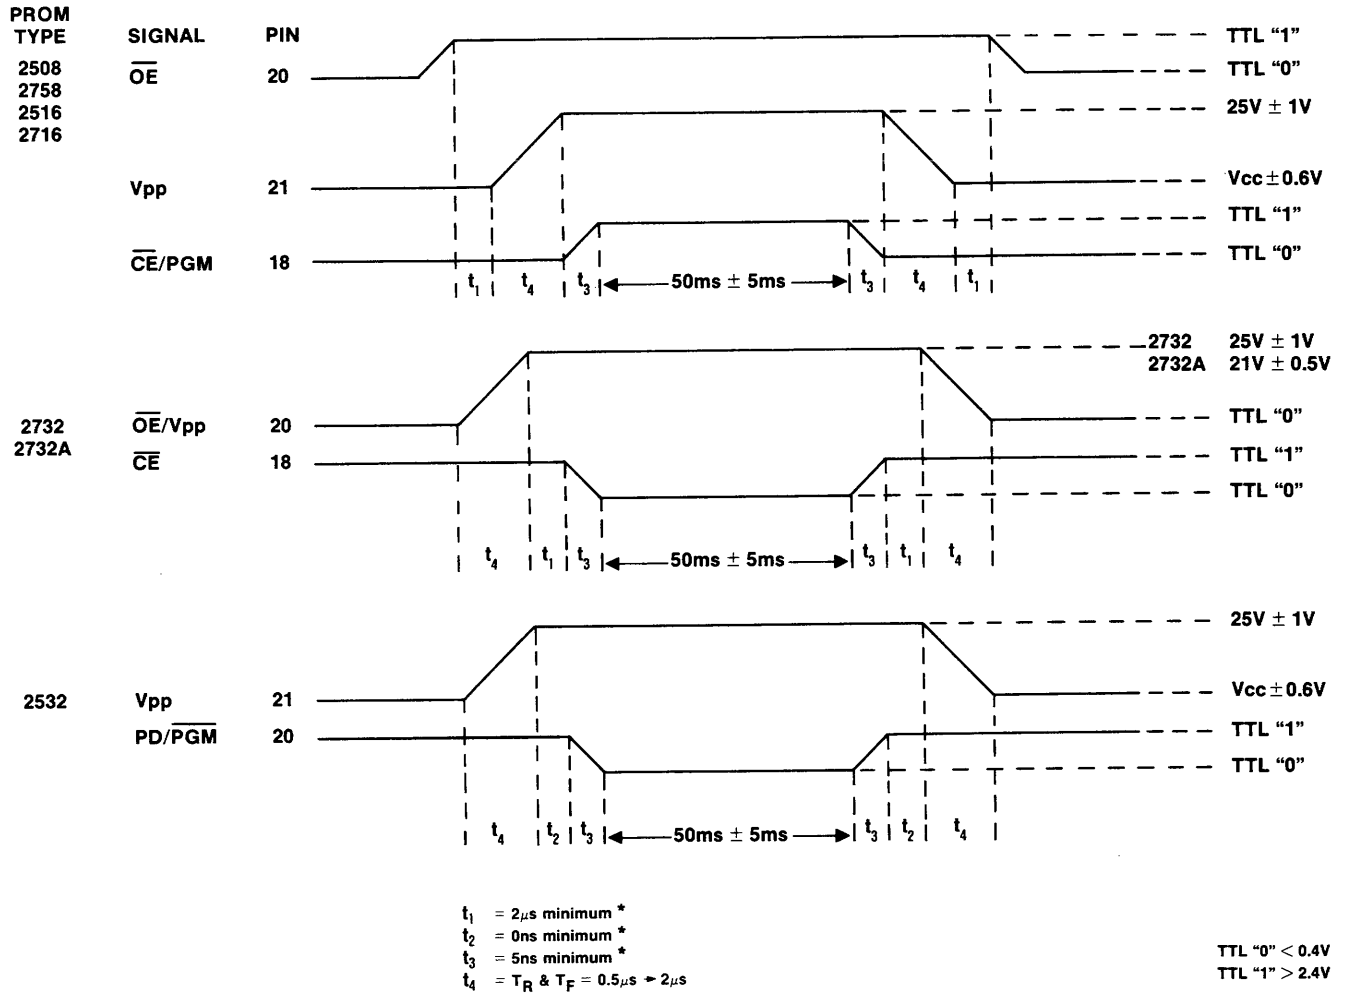 PROM
TYPE SIGNAL PIN
TTL “1”
2508 OE 20 TTL “0”
2758
2516 25V ± 1V
2716
Vpp 21 Vcc±0.6V
TTL “1”
CE/PGM 18 TTL “0”
t1 t4 t3 50ms ± 5ms t3 t4 t1
2732 25V ± 1V
2732A 21V ± 0.5V
2732 OE/Vpp 20 TTL “0”
2732A CE 18 TTL “1”
TTL “0”
t4 t1 t3 50ms ± 5ms t3 t1 t4
25V ± 1V
2532 Vpp 21 Vcc±0.6V
PD/PGM 20 TTL “1”
TTL “0”
t4 t2 t3 50ms ± 5ms t3 t2 t4
t1 = 2µs minimum *
t2 = 0ns minimum *
t3 = 5ns minimum *
t4 = TR & TF = 0.5µs → 2µs
TTL “0” < 0.4V
TTL “1” > 2.4V